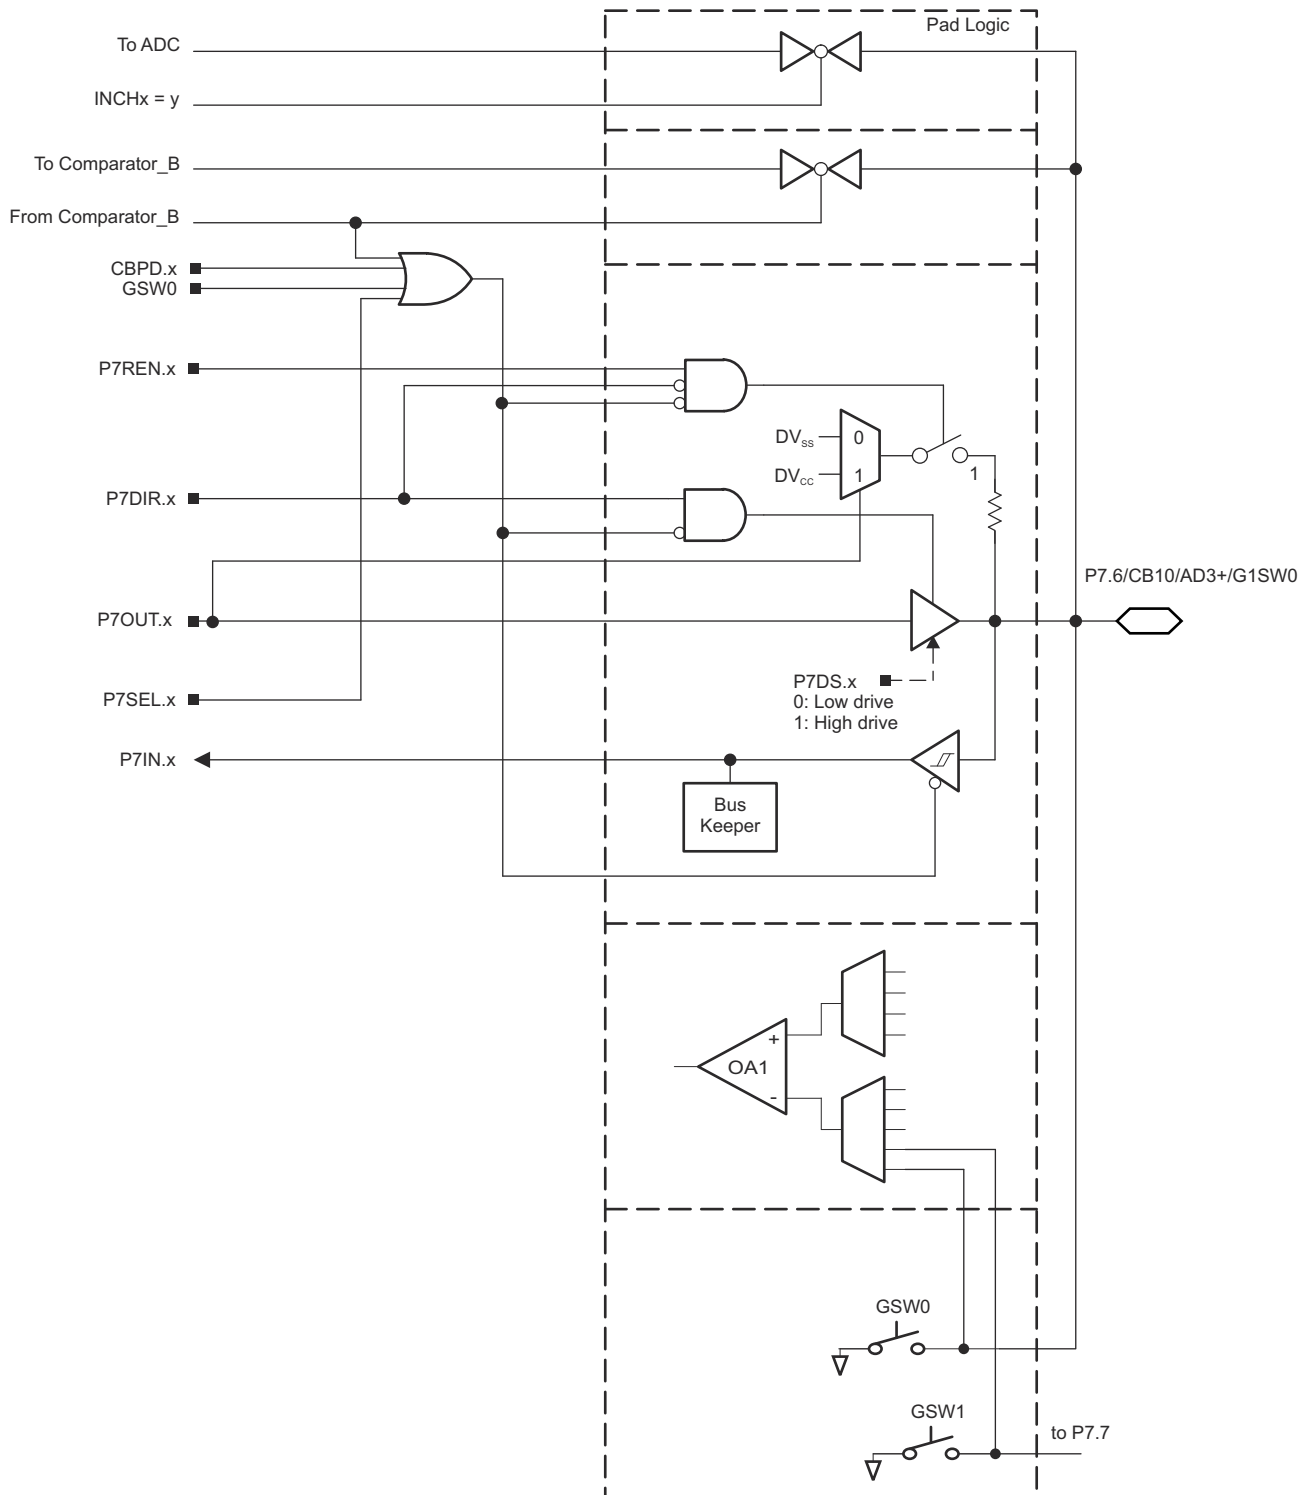 Pad Logic
To ADC
INCHx = y
To Comparator_B
From Comparator_B
CBPD.x
GSW0
P7REN.x
DVSS
0
DVCC
1
1
P7DIR.x
P7.6/CB10/AD3+/G1SW0
P7OUT.x
P7DS.x
0: Low drive
1: High drive
P7SEL.x
P7IN.x
Bus
Keeper
+
OA1
-
GSW0
GSW1
to P7.7